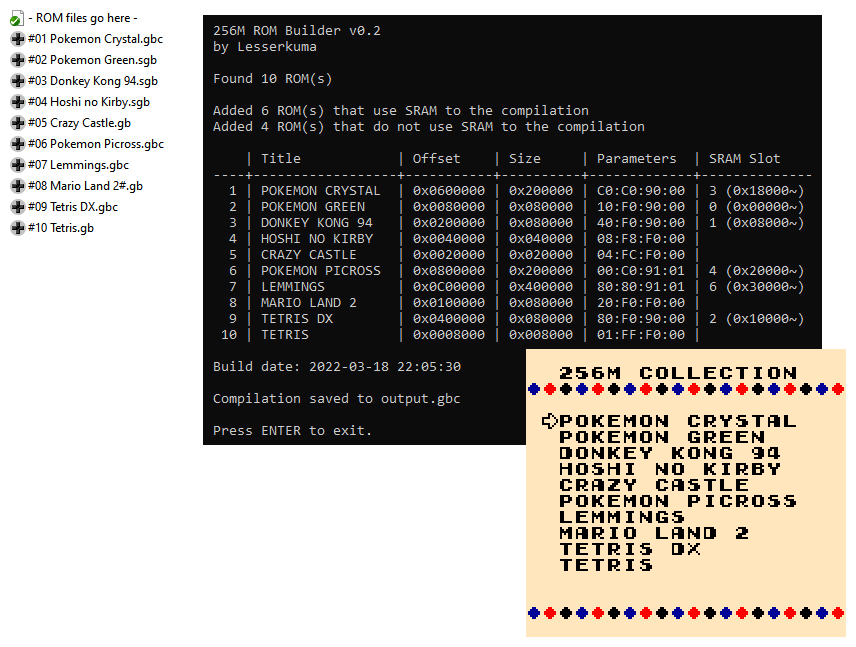 - ROM files go here -
#01 Pokemon Crystal.gbc
#02 Pokemon Green.sgb
#03 Donkey Kong 94.sgb
#04 Hoshi no Kirby.sgb
#05 Crazy Castle.gb
#06 Pokemon Picross.gbc
#07 Lemmings.gbc
#08 Mario Land 2#.gb
#09 Tetris DX.gbc
#10 Tetris.gb
256M ROM Builder v0.2
by Lesserkuma
Found 10 ROM(s)
Added 6 ROM(s) that use SRAM to the compilation
Added 4 ROM(s) that do not use SRAM to the compilation
    | Title            | Offset    | Size     | Parameters  | SRAM Slot
----+------------------+-----------+----------+-------------+--------------
  1 | POKEMON CRYSTAL  | 0x0600000 | 0x200000 | C0:C0:90:00 | 3 (0x18000~)
  2 | POKEMON GREEN    | 0x0080000 | 0x080000 | 10:F0:90:00 | 0 (0x00000~)
  3 | DONKEY KONG 94   | 0x0200000 | 0x080000 | 40:F0:90:00 | 1 (0x08000~)
  4 | HOSHI NO KIRBY   | 0x0040000 | 0x040000 | 08:F8:F0:00 |
  5 | CRAZY CASTLE     | 0x0020000 | 0x020000 | 04:FC:F0:00 |
  6 | POKEMON PICROSS  | 0x0800000 | 0x200000 | 00:C0:91:01 | 4 (0x20000~)
  7 | LEMMINGS         | 0x0C00000 | 0x400000 | 80:80:91:01 | 6 (0x30000~)
  8 | MARIO LAND 2     | 0x0100000 | 0x080000 | 20:F0:F0:00 |
  9 | TETRIS DX        | 0x0400000 | 0x080000 | 80:F0:90:00 | 2 (0x10000~)
 10 | TETRIS           | 0x0008000 | 0x008000 | 01:FF:F0:00 |
Build date: 2022-03-18 22:05:30
Compilation saved to output.gbc
Press ENTER to exit.
256M COLLECTION
POKEMON CRYSTAL
POKEMON GREEN
DONKEY KONG 94
HOSHI NO KIRBY
CRAZY CASTLE
POKEMON PICROSS
LEMMINGS
MARIO LAND 2
TETRIS DX
TETRIS